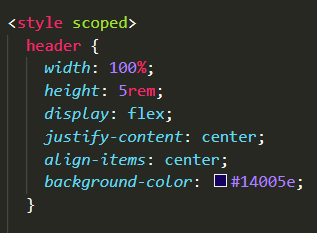 <style scoped>
header {
width: 100%;
height: 5rem;
display: flex;
justify-content: center;
align-items: center;
background-color: #14005e;
}